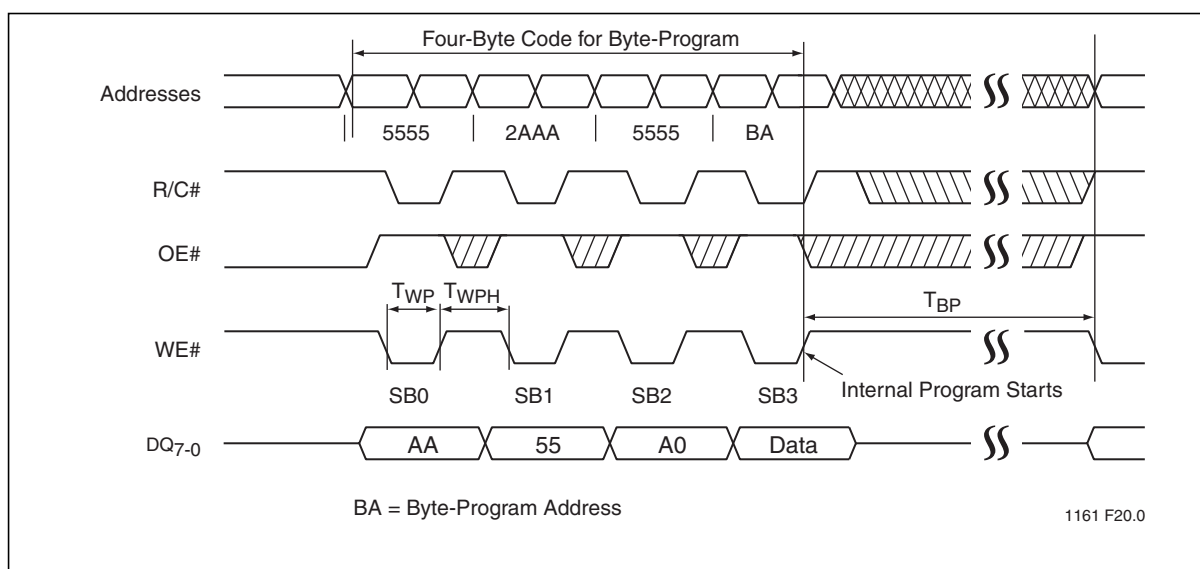 Four-Byte Code for Byte-Program
Addresses
5555 2AAA 5555 BA
R/C#
OE#
TWP TWPH TBP
WE#
Internal Program Starts
SB0 SB1 SB2 SB3
DQ7-0 AA 55 A0 Data
BA = Byte-Program Address
1161 F20.0